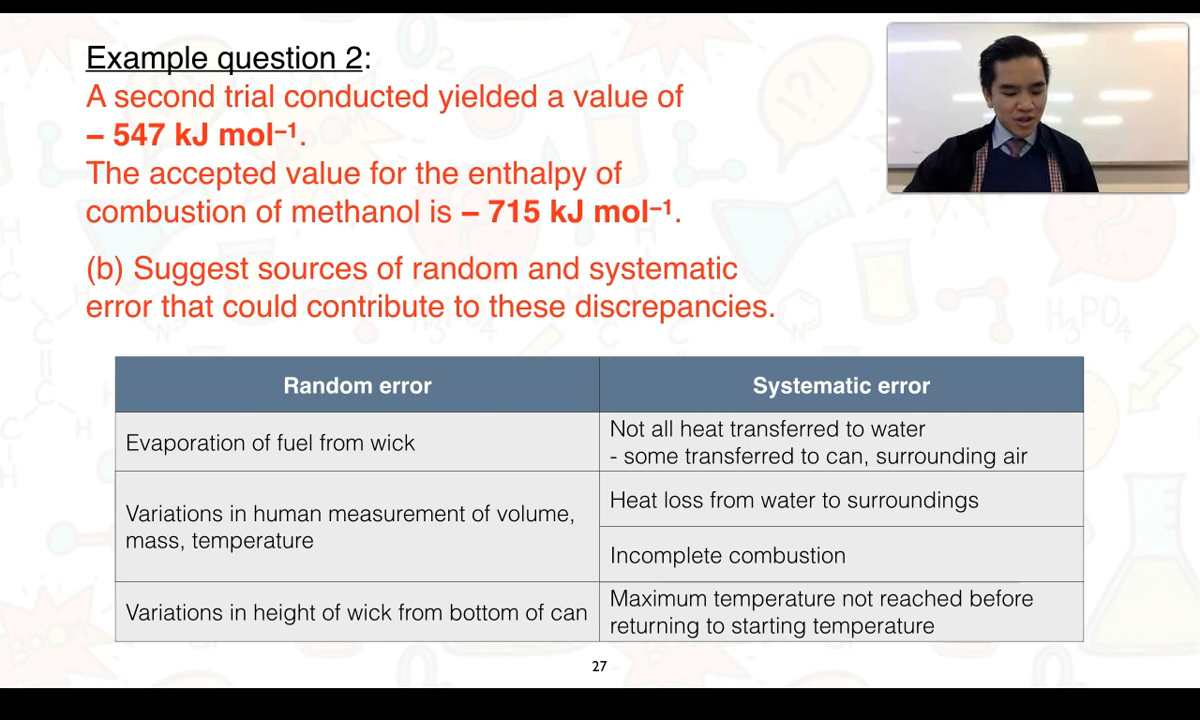 Example question 2:
A second trial conducted yielded a value of
– 547 kJ mol⁻¹.
The accepted value for the enthalpy of
combustion of methanol is – 715 kJ mol⁻¹.
(b) Suggest sources of random and systematic
error that could contribute to these discrepancies.
Random error
Systematic error
Evaporation of fuel from wick
Not all heat transferred to water
- some transferred to can, surrounding air
Variations in human measurement of volume,
mass, temperature
Heat loss from water to surroundings
Incomplete combustion
Variations in height of wick from bottom of can
Maximum temperature not reached before
returning to starting temperature
27
O₂
?!
H₃PO₄